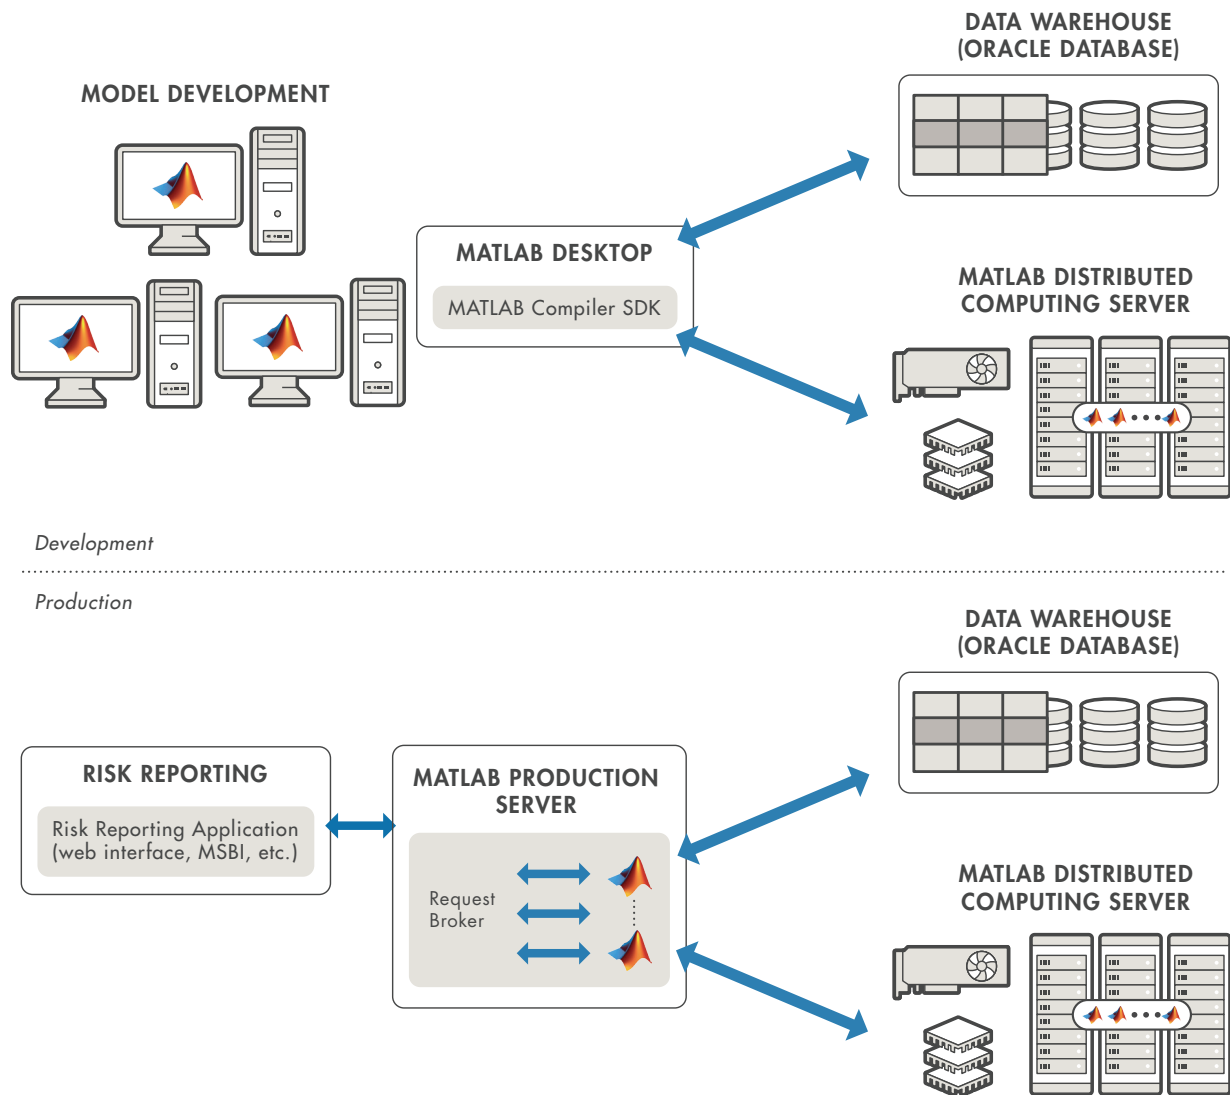 DATA WAREHOUSE
(ORACLE DATABASE)
MODEL DEVELOPMENT
MATLAB DESKTOP
MATLAB Compiler SDK
MATLAB DISTRIBUTED
COMPUTING SERVER
Development
Production
DATA WAREHOUSE
(ORACLE DATABASE)
RISK REPORTING
Risk Reporting Application
(web interface, MSBI, etc.)
MATLAB PRODUCTION
SERVER
Request
Broker
MATLAB DISTRIBUTED
COMPUTING SERVER